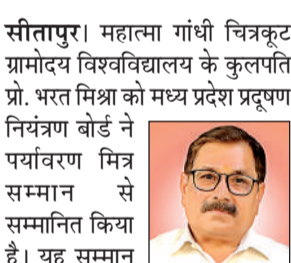 सीतापुर। महात्मा गांधी चित्रकूट
ग्रामोदय विश्वविद्यालय के कुलपति
प्रो. भरत मिश्रा को मध्य प्रदेश प्रदूषण
नियंत्रण बोर्ड ने
पर्यावरण मित्र
सम्मान से
सम्मानित किया
है। यह सम्मान